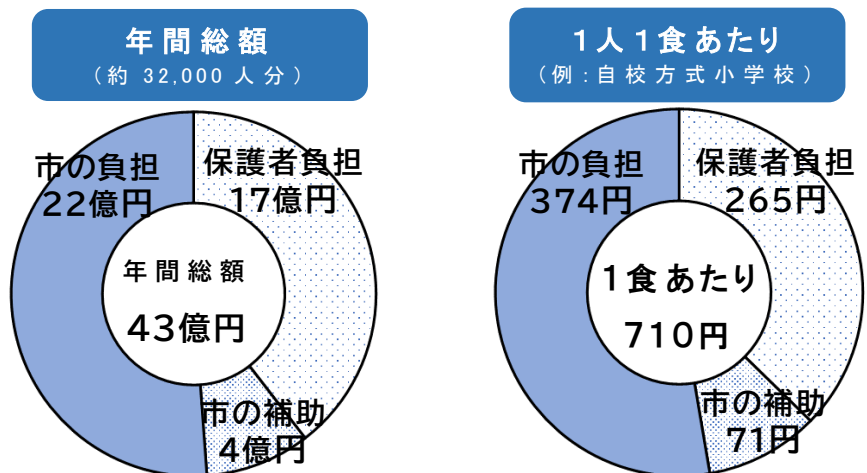 年間総額
（約 32,000 人分）
市の負担
22億円
保護者負担
17億円
年間総額
43億円
市の補助
4億円
1人1食あたり
（例：自校方式小学校）
市の負担
374円
保護者負担
265円
1食あたり
710円
市の補助
71円